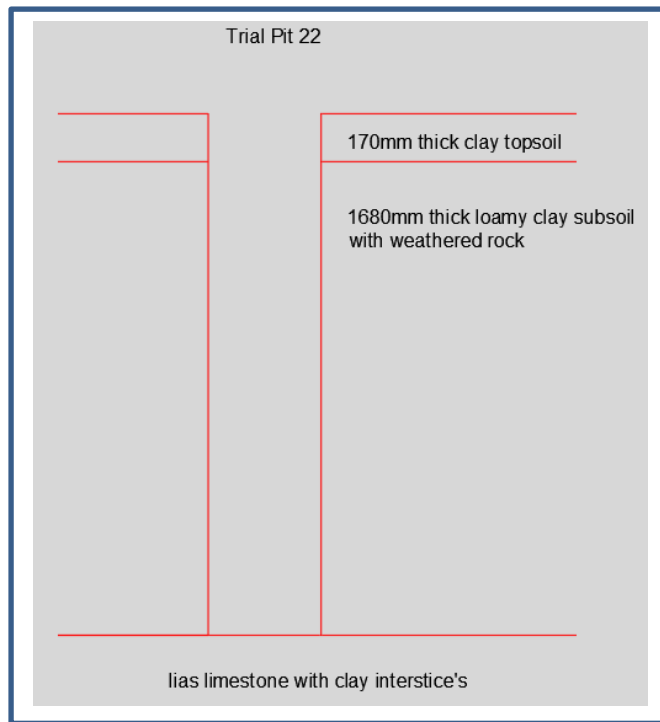 Trial Pit 22
170mm thick clay topsoil
1680mm thick loamy clay subsoil
with weathered rock
lias limestone with clay interstice's